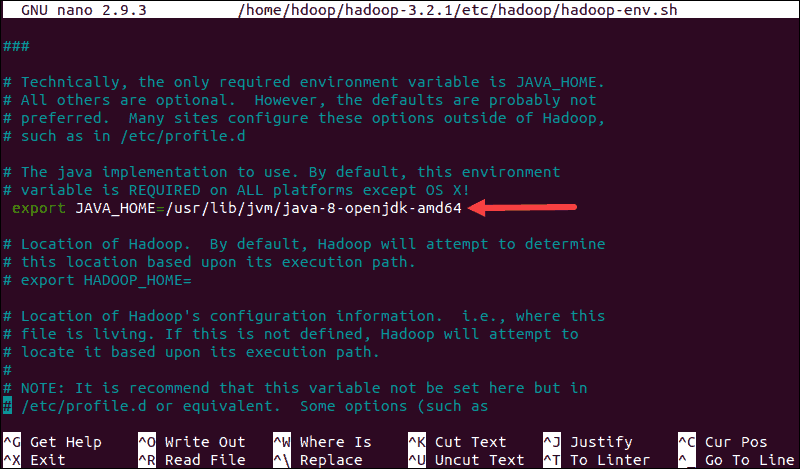 GNU nano 2.9.3 /home/hdoop/hadoop-3.2.1/etc/hadoop/hadoop-env.sh
###
# Technically, the only required environment variable is JAVA_HOME.
# All others are optional.  However, the defaults are probably not
# preferred.  Many sites configure these options outside of Hadoop,
# such as in /etc/profile.d
# The java implementation to use. By default, this environment
# variable is REQUIRED on ALL platforms except OS X!
export JAVA_HOME=/usr/lib/jvm/java-8-openjdk-amd64
# Location of Hadoop.  By default, Hadoop will attempt to determine
# this location based upon its execution path.
# export HADOOP_HOME=
# Location of Hadoop's configuration information.  i.e., where this
# file is living. If this is not defined, Hadoop will attempt to
# locate it based upon its execution path.
#
# NOTE: It is recommend that this variable not be set here but in
# /etc/profile.d or equivalent.  Some options (such as
^G Get Help ^O Write Out ^W Where Is ^K Cut Text ^J Justify ^C Cur Pos
^X Exit ^R Read File ^\ Replace ^U Uncut Text ^T To Linter ^_ Go To Line